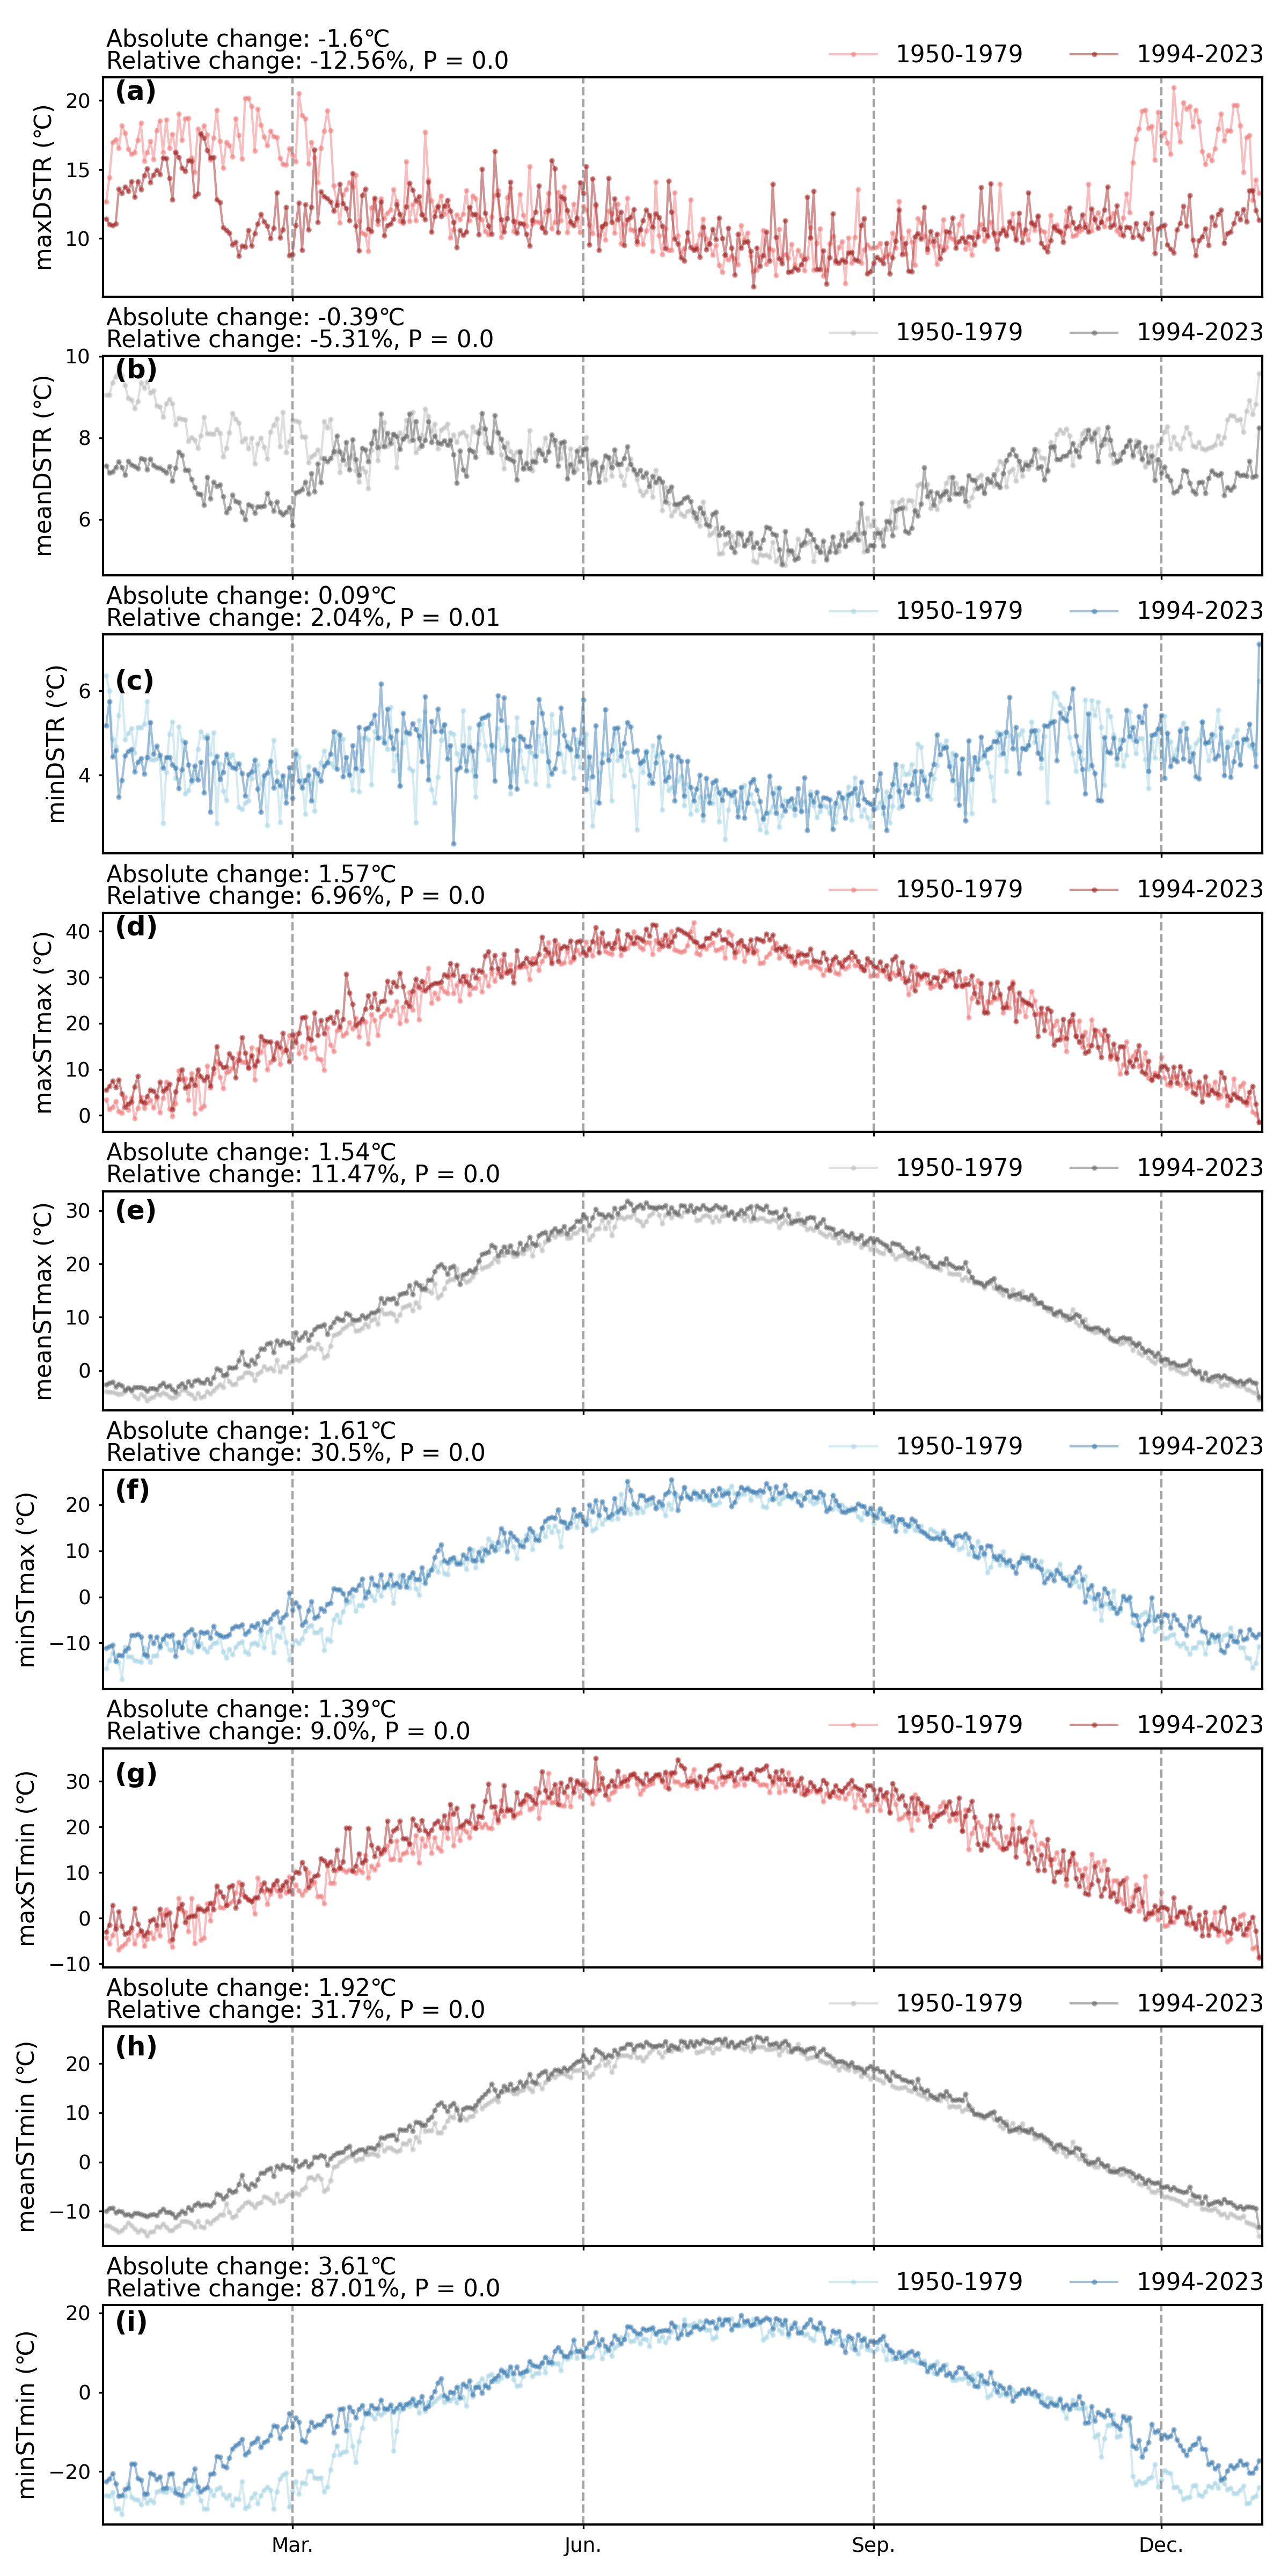 Absolute change: -1.6℃
Relative change: -12.56%, P = 0.0
1950-1979 1994-2023
(a)
maxDSTR (℃)
20
15
10
Absolute change: -0.39℃
Relative change: -5.31%, P = 0.0
1950-1979 1994-2023
(b)
meanDSTR (℃)
10
8
6
Absolute change: 0.09℃
Relative change: 2.04%, P = 0.01
1950-1979 1994-2023
(c)
minDSTR (℃)
6
4
Absolute change: 1.57℃
Relative change: 6.96%, P = 0.0
1950-1979 1994-2023
(d)
maxSTmax (℃)
40
30
20
10
0
Absolute change: 1.54℃
Relative change: 11.47%, P = 0.0
1950-1979 1994-2023
(e)
meanSTmax (℃)
30
20
10
0
Absolute change: 1.61℃
Relative change: 30.5%, P = 0.0
1950-1979 1994-2023
(f)
minSTmax (℃)
20
10
0
−10
Absolute change: 1.39℃
Relative change: 9.0%, P = 0.0
1950-1979 1994-2023
(g)
maxSTmin (℃)
30
20
10
0
−10
Absolute change: 1.92℃
Relative change: 31.7%, P = 0.0
1950-1979 1994-2023
(h)
meanSTmin (℃)
20
10
0
−10
Absolute change: 3.61℃
Relative change: 87.01%, P = 0.0
1950-1979 1994-2023
(i)
minSTmin (℃)
20
0
−20
Mar. Jun. Sep. Dec.